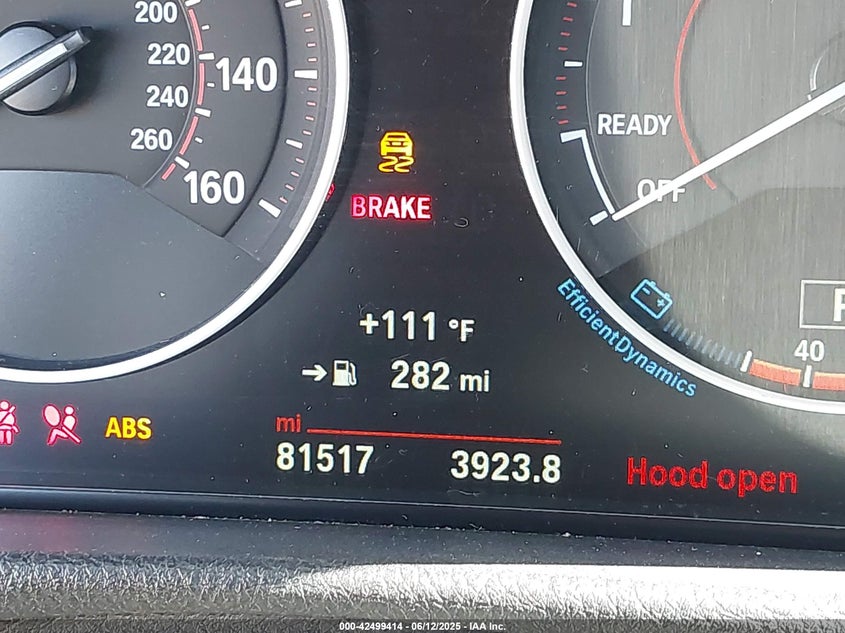 200
220
240
260
140
160
1
READY
OFF
BRAKE
+111 °F
→ 282 mi
EfficientDynamics
40
ABS
mi
81517 3923.8
Hood open
000-42499414 - 06/12/2025 - IAA Inc.